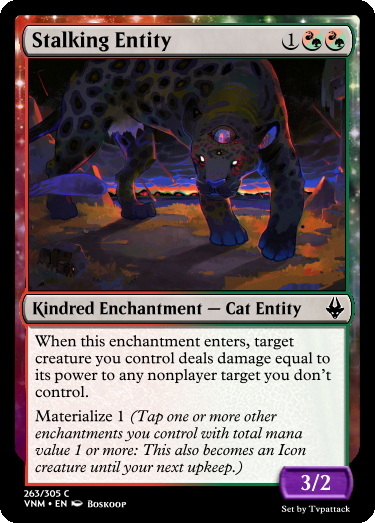 Stalking Entity 1
Kindred Enchantment — Cat Entity
When this enchantment enters, target
creature you control deals damage equal to
its power to any nonplayer target you don’t
control.
Materialize 1 (Tap one or more other
enchantments you control with total mana
value 1 or more: This also becomes an Icon
creature until your next upkeep.)
3/2
263/305 C
VNM • EN Boskoop
Set by Tvpattack